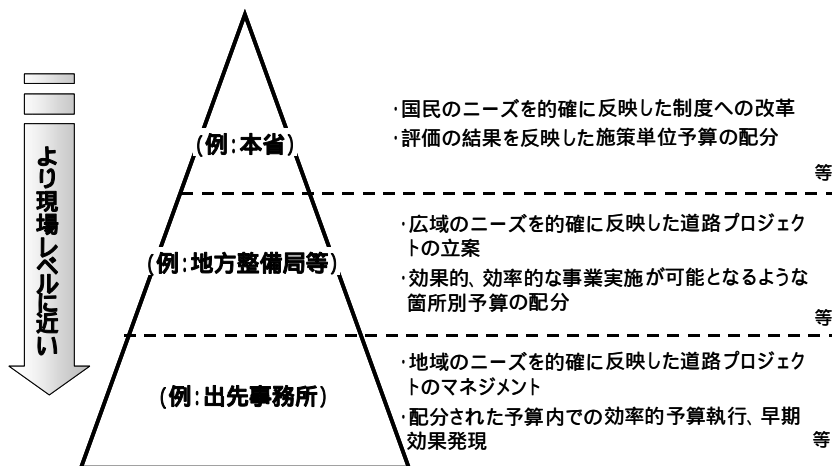 より現場レベルに近い
(例:本省)
・国民のニーズを的確に反映した制度への改革
・評価の結果を反映した施策単位予算の配分
等
(例:地方整備局等)
・広域のニーズを的確に反映した道路プロジェク
トの立案
・効果的、効率的な事業実施が可能となるような
箇所別予算の配分
等
(例:出先事務所)
・地域のニーズを的確に反映した道路プロジェク
トのマネジメント
・配分された予算内での効率的予算執行、早期
効果発現
等